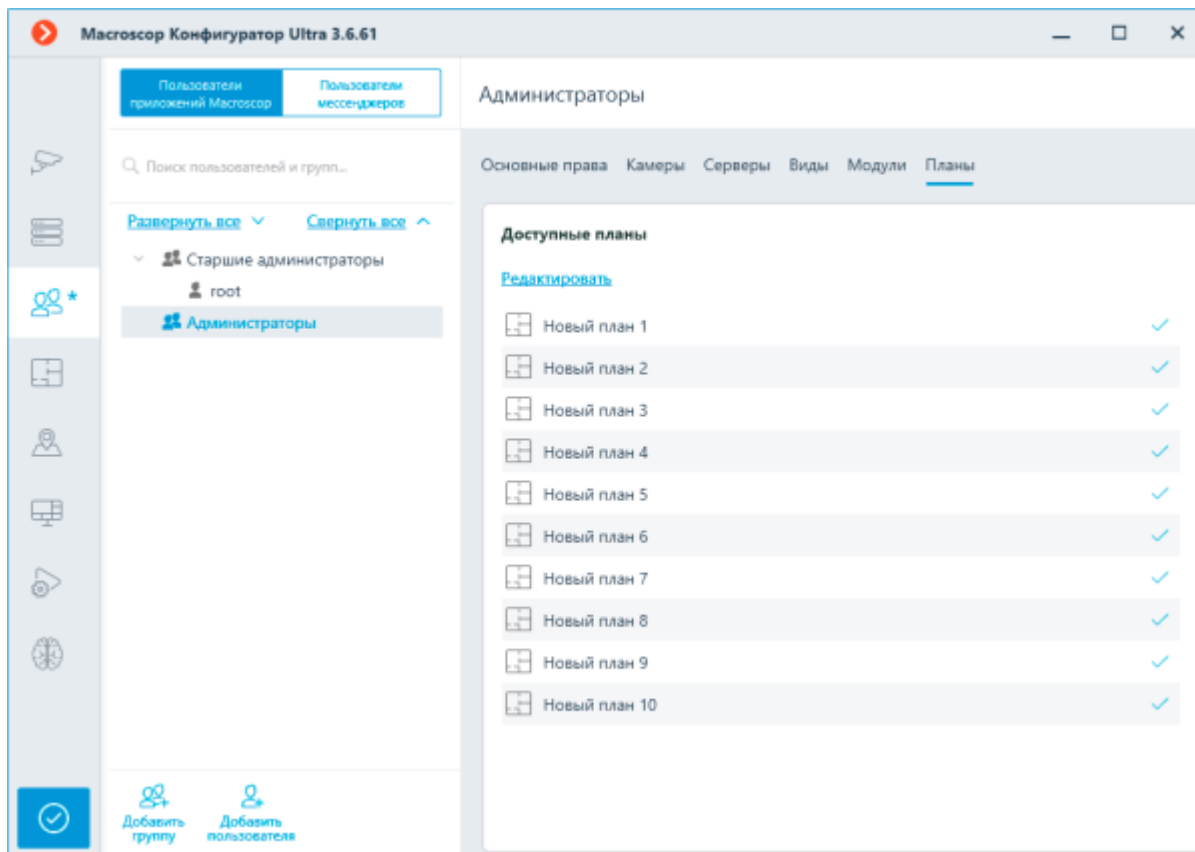 Macroscop Конфигуратор Ultra 3.6.61
Пользователи приложений Macroscop
Пользователи мессенджеров
Поиск пользователей и групп...
Развернуть все
Свернуть все
Старшие администраторы
root
Администраторы
Добавить группу
Добавить пользователя
Администраторы
Основные права Камеры Серверы Виды Модули Планы
Доступные планы
Редактировать
Новый план 1
Новый план 2
Новый план 3
Новый план 4
Новый план 5
Новый план 6
Новый план 7
Новый план 8
Новый план 9
Новый план 10